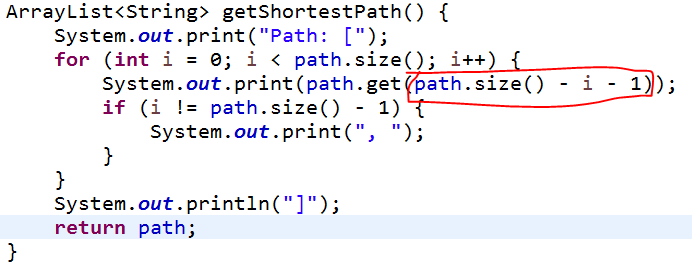 ArrayList<String> getShortestPath() {
    System.out.print("Path: [");
    for (int i = 0; i < path.size(); i++) {
        System.out.print(path.get(path.size() - i - 1));
        if (i != path.size() - 1) {
            System.out.print(", ");
        }
    }
    System.out.println("]");
    return path;
}